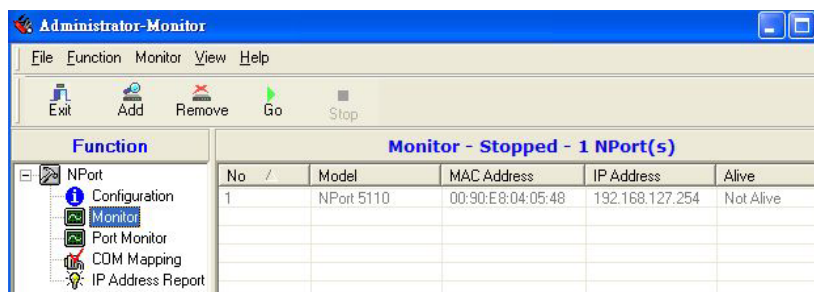 Administrator-Monitor
File Function Monitor View Help
Exit Add Remove Go Stop
Function
Monitor - Stopped - 1 NPort(s)
NPort
Configuration
Monitor
Port Monitor
COM Mapping
IP Address Report
No Model MAC Address IP Address Alive
1 NPort 5110 00:90:E8:04:05:48 192.168.127.254 Not Alive